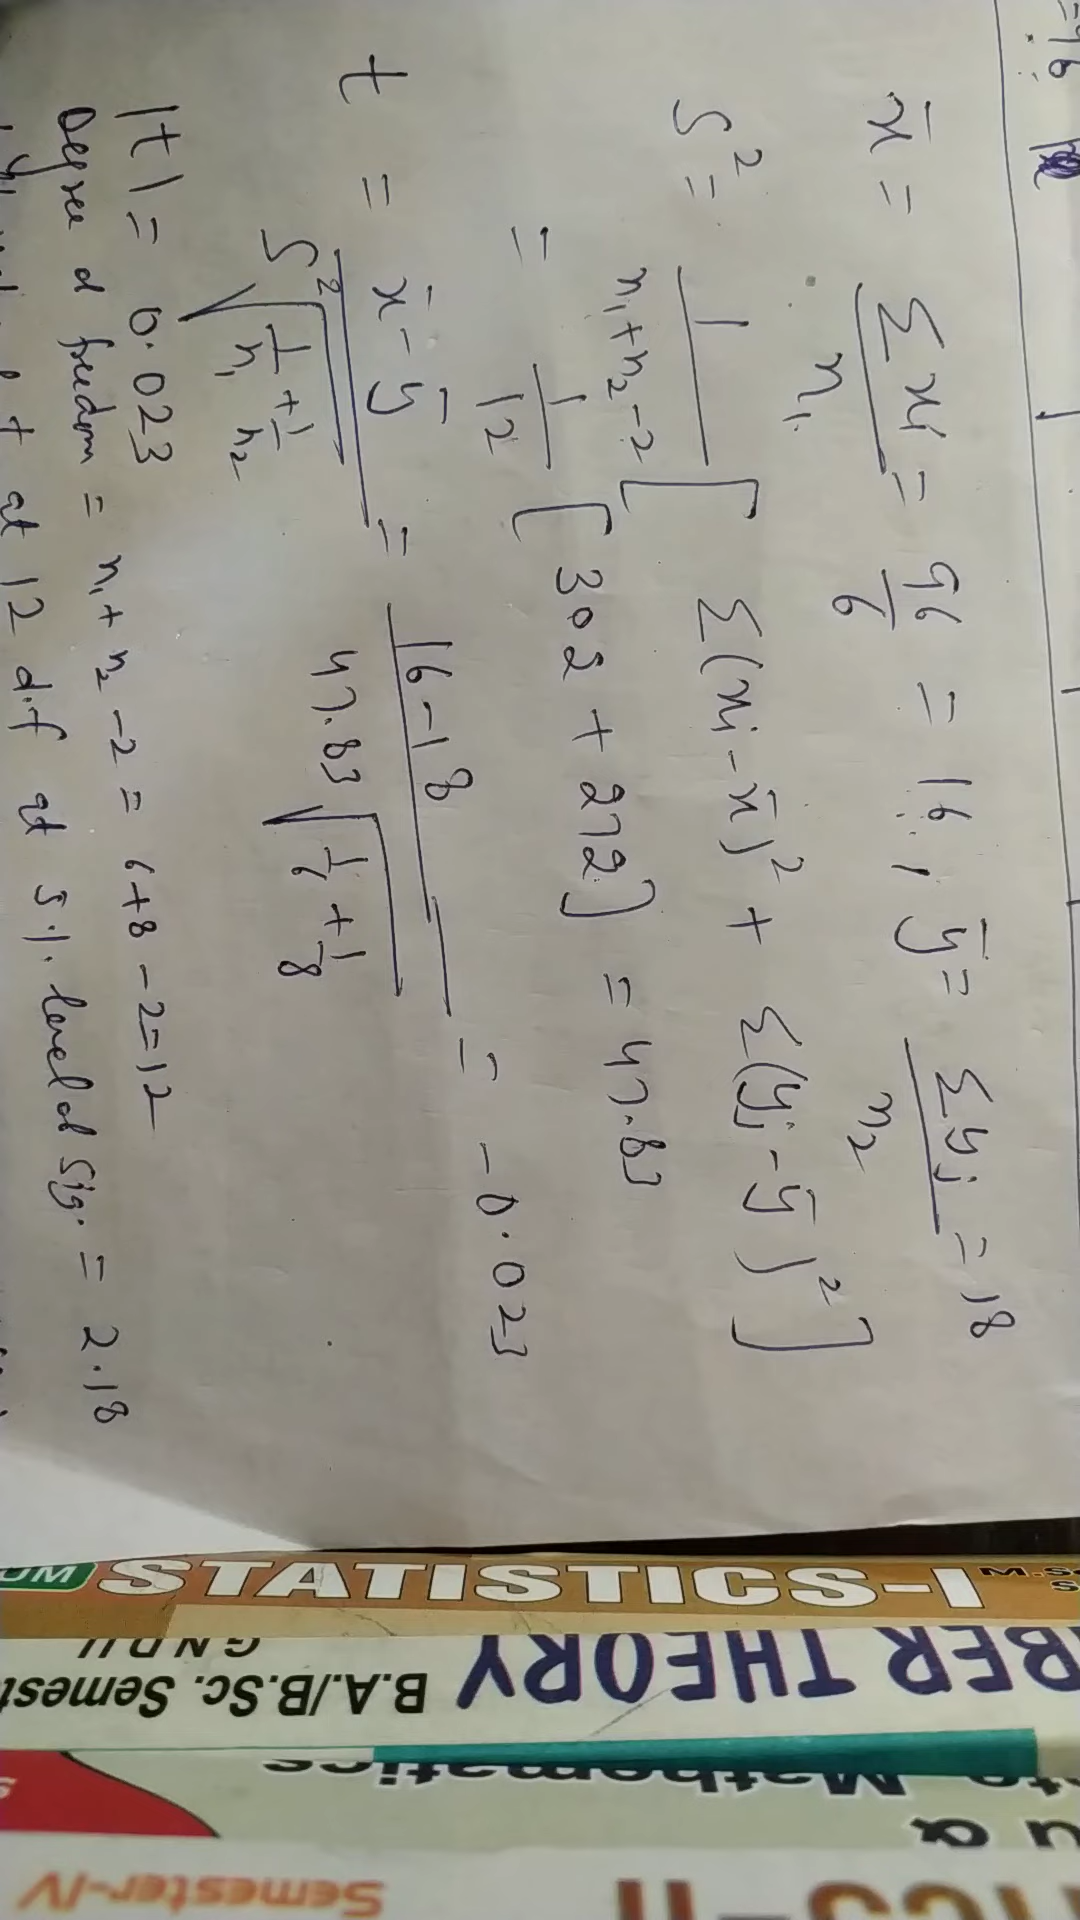 =96
x̄ = Σxi/n₁ = 96/6 = 16, ȳ = Σyj/n₂ = 18
S² = 1/(n₁+n₂-2) [Σ(xi - x̄)² + Σ(yj - ȳ)²]
= 1/12 [302 + 272] = 47.83
t = (x̄ - ȳ)/(S²√(1/n₁ + 1/n₂)) = (16-18)/(47.83√(1/6 + 1/8)) = -0.023
|t| = 0.023
Degree of freedom = n₁ + n₂ - 2 = 6+8-2=12
t at 12 d.f at 5%. level of sig. = 2.18
STATISTICS-I
BER THEORY
B.A./B.Sc. Semest
GNDU
Mathematics
Semester-IV